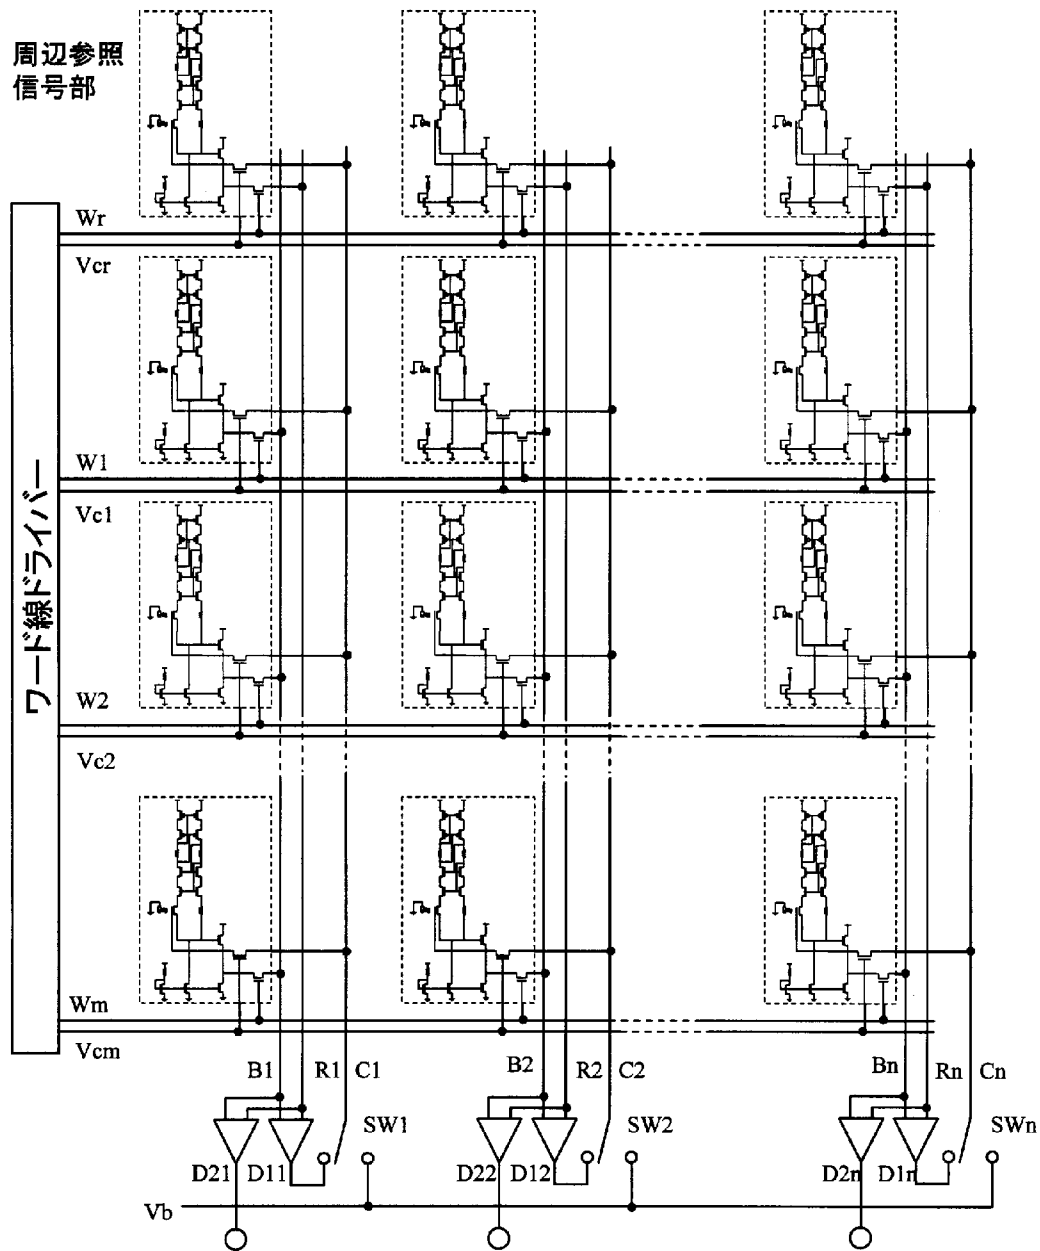 周辺参照
信号部
Wr
Vcr
W1
Vc1
W2
Vc2
Wm
Vcm
ワード線ドライバー
B1 R1 C1
B2 R2 C2
Bn Rn Cn
SW1
SW2
SWn
D21 D11
D22 D12
D2n D1n
Vb